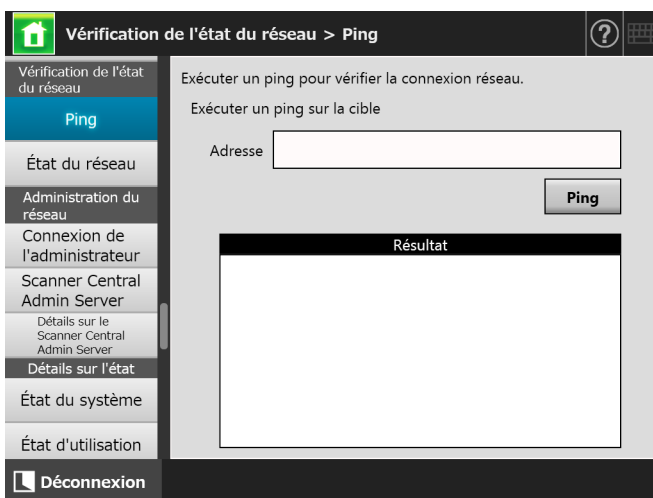 Vérification de l'état du réseau > Ping
?
Vérification de l'état
du réseau
Ping
État du réseau
Administration du
réseau
Connexion de
l'administrateur
Scanner Central
Admin Server
Détails sur le
Scanner Central
Admin Server
Détails sur l'état
État du système
État d'utilisation
Déconnexion
Exécuter un ping pour vérifier la connexion réseau.
Exécuter un ping sur la cible
Adresse
Ping
Résultat